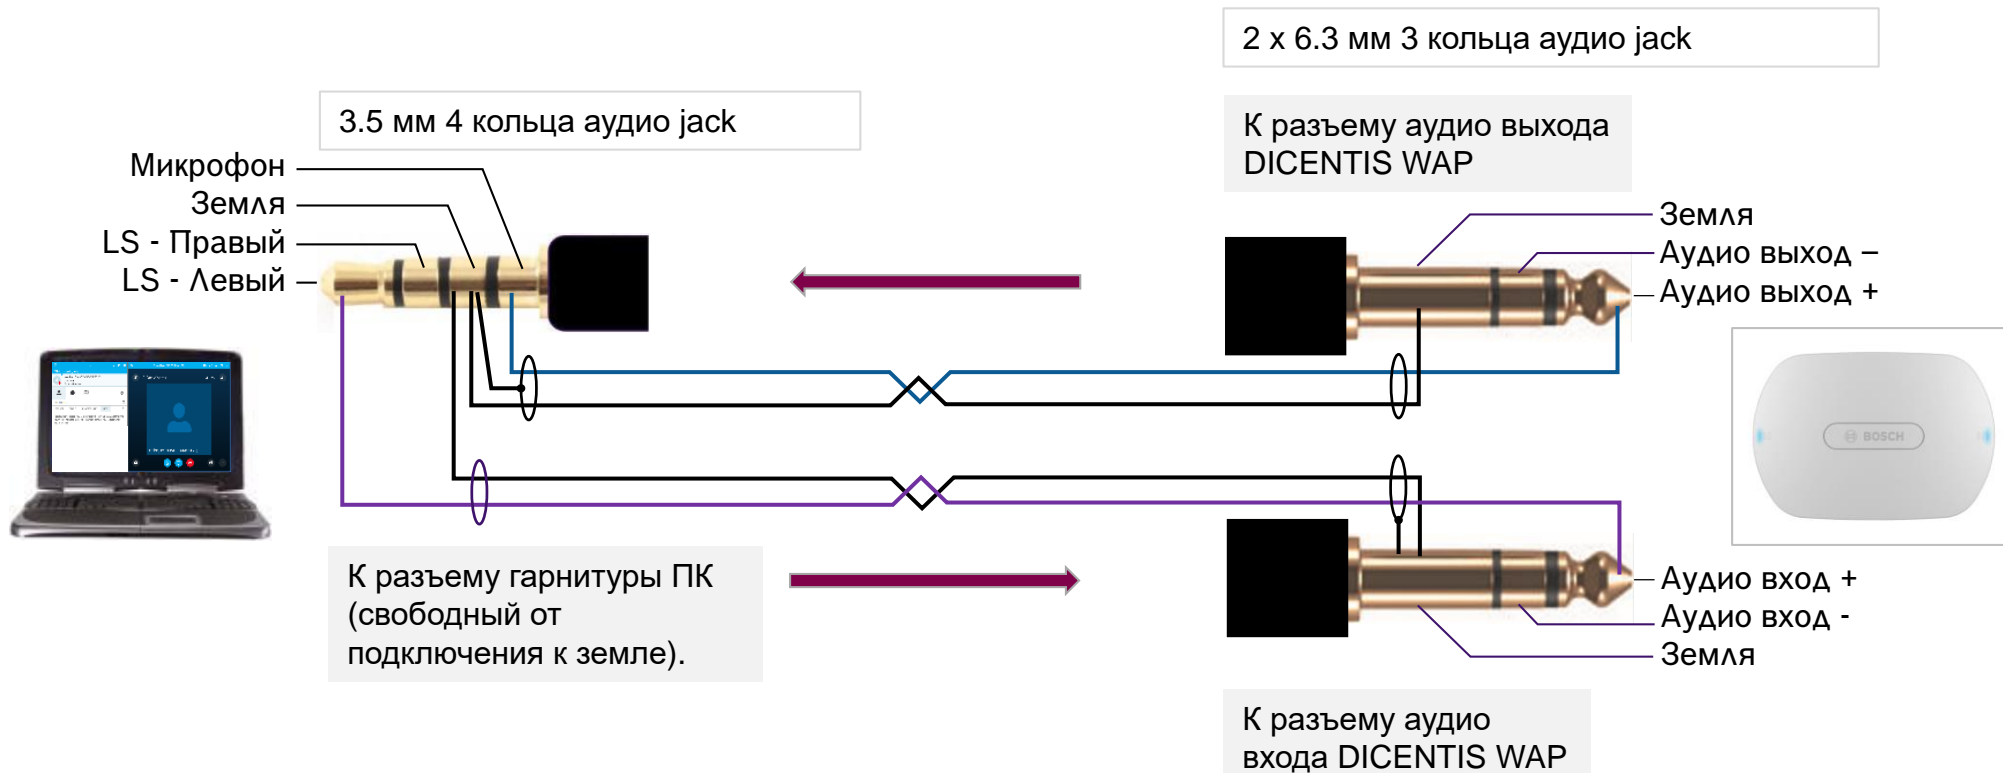 2 x 6.3 мм 3 кольца аудио jack
3.5 мм 4 кольца аудио jack
К разъему аудио выхода
DICENTIS WAP
Микрофон
Земля
LS - Правый
LS - Левый
Земля
Аудио выход –
Аудио выход +
BOSCH
К разъему гарнитуры ПК
(свободный от
подключения к земле).
Аудио вход +
Аудио вход -
Земля
К разъему аудио
входа DICENTIS WAP